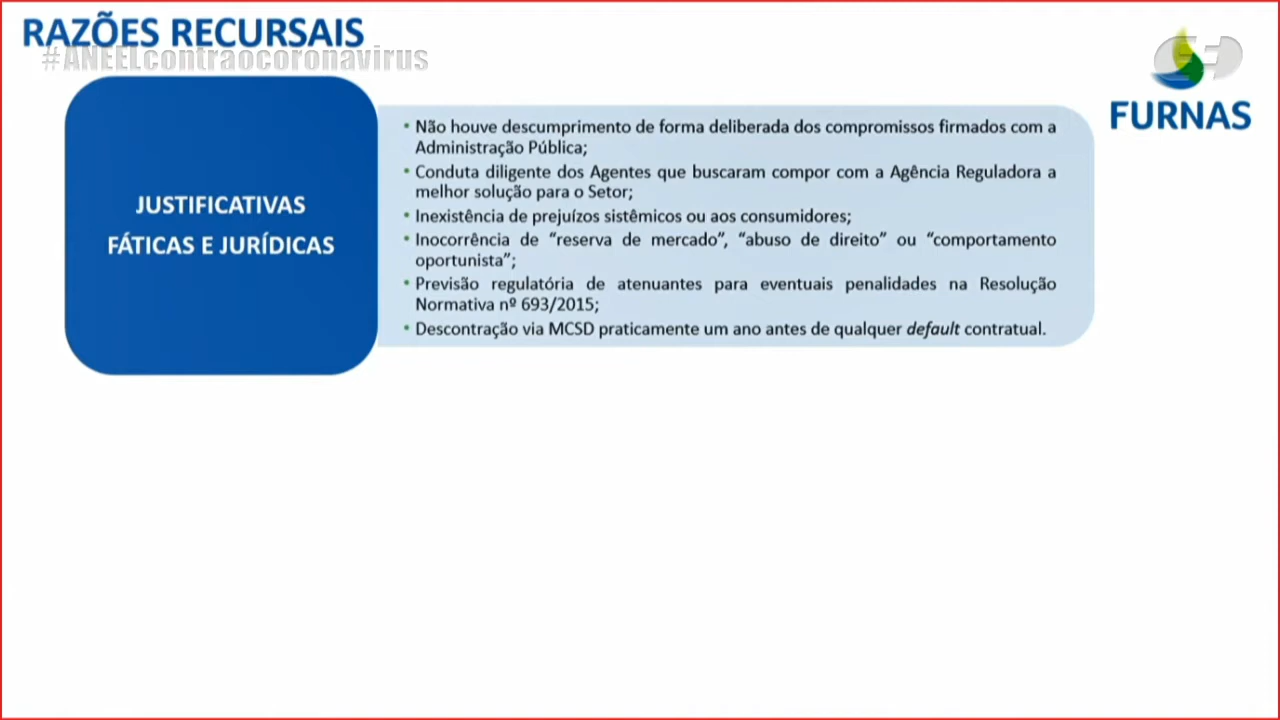 RAZÕES RECURSAIS
#ANEELcontraocoronavirus
FURNAS
JUSTIFICATIVAS
FÁTICAS E JURÍDICAS
• Não houve descumprimento de forma deliberada dos compromissos firmados com a
Administração Pública;
• Conduta diligente dos Agentes que buscaram compor com a Agência Reguladora a
melhor solução para o Setor;
• Inexistência de prejuízos sistêmicos ou aos consumidores;
• Inocorrência de “reserva de mercado”, “abuso de direito” ou “comportamento
oportunista”;
• Previsão regulatória de atenuantes para eventuais penalidades na Resolução
Normativa nº 693/2015;
• Descontração via MCSD praticamente um ano antes de qualquer default contratual.